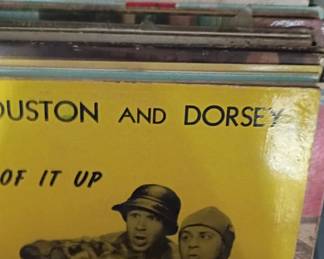 OUSTON AND DORSEY
OF IT UP